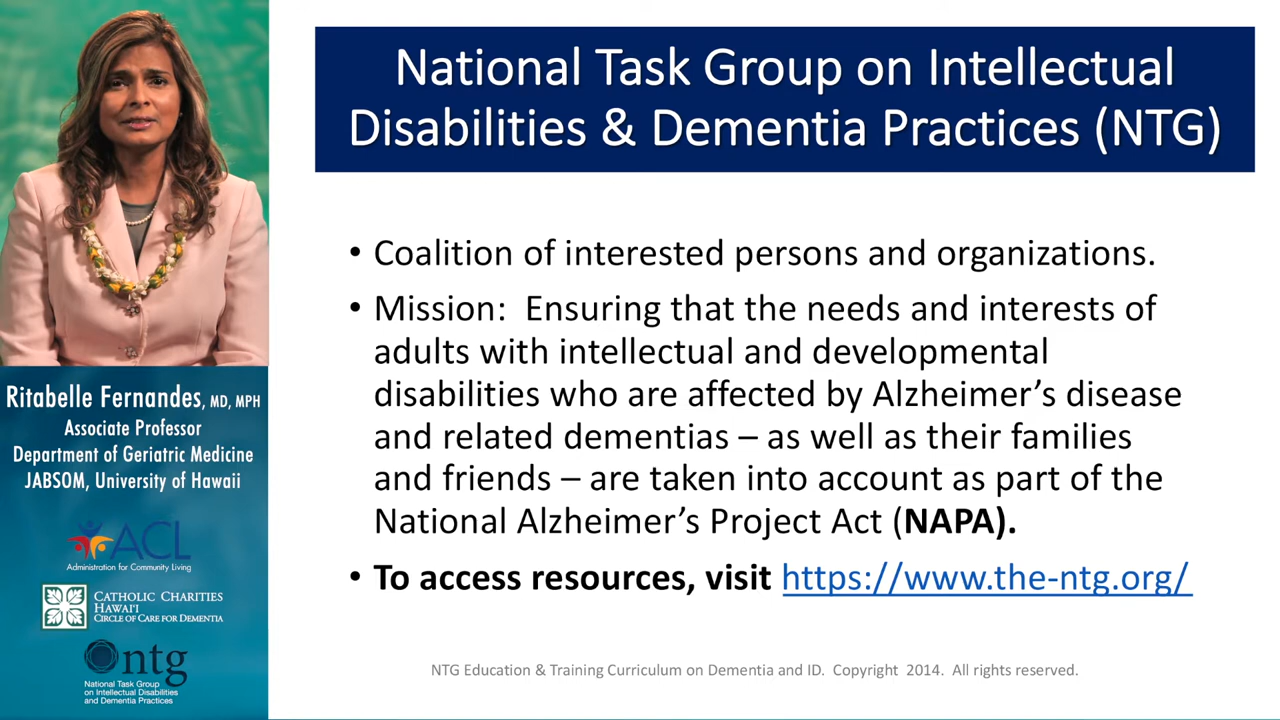 National Task Group on Intellectual
Disabilities & Dementia Practices (NTG)
• Coalition of interested persons and organizations.
• Mission:  Ensuring that the needs and interests of
adults with intellectual and developmental
disabilities who are affected by Alzheimer’s disease
and related dementias – as well as their families
and friends – are taken into account as part of the
National Alzheimer’s Project Act (NAPA).
• To access resources, visit https://www.the-ntg.org/
NTG Education & Training Curriculum on Dementia and ID.  Copyright  2014.  All rights reserved.
Ritabelle Fernandes, MD, MPH
Associate Professor
Department of Geriatric Medicine
JABSOM, University of Hawaii
ACL
Administration for Community Living
CATHOLIC CHARITIES
HAWAI‘I
CIRCLE OF CARE FOR DEMENTIA
ntg
National Task Group
on Intellectual Disabilities
and Dementia Practices